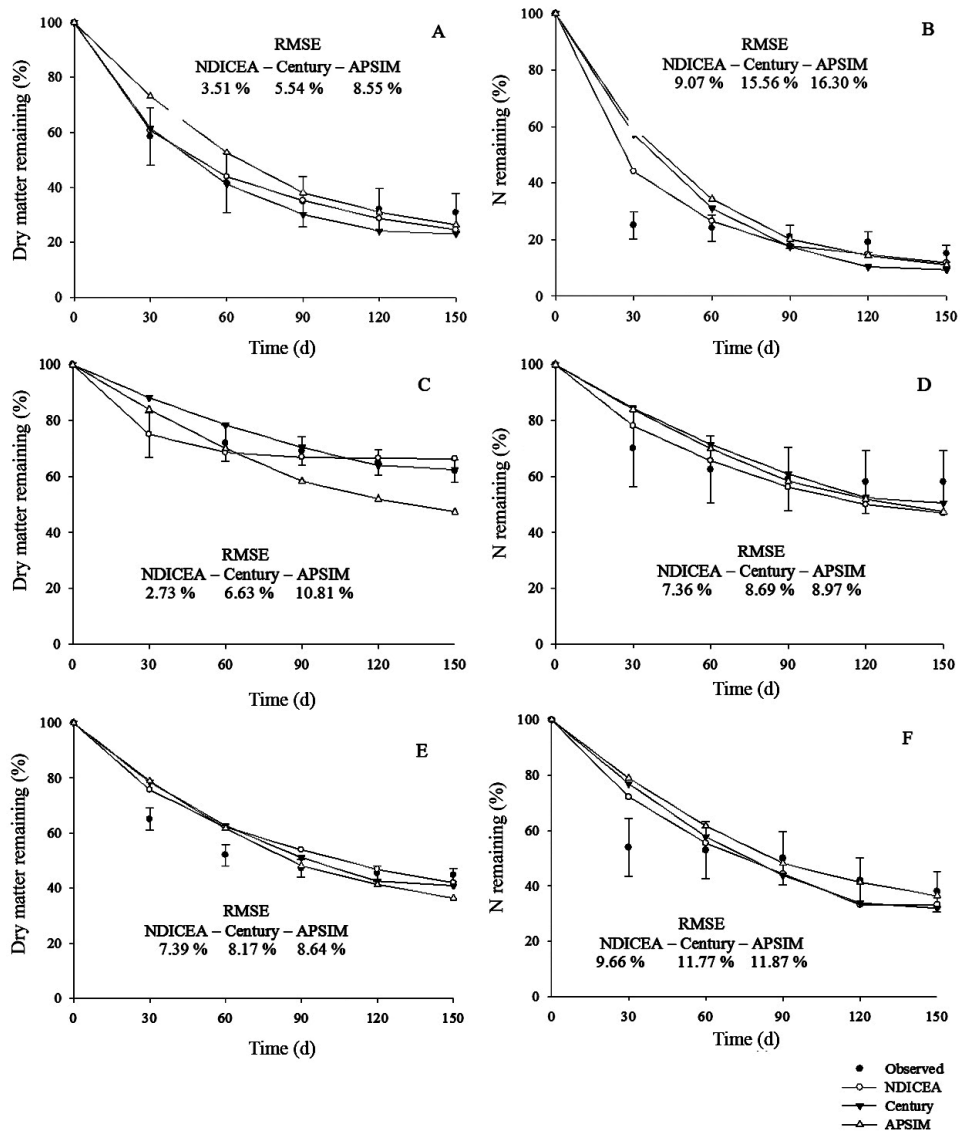 A
RMSE
NDICEA – Century – APSIM
3.51 % 5.54 % 8.55 %
Dry matter remaining (%)
100
80
60
40
20
0
0 30 60 90 120 150
Time (d)
B
RMSE
NDICEA – Century – APSIM
9.07 % 15.56 % 16.30 %
N remaining (%)
100
80
60
40
20
0
0 30 60 90 120 150
Time (d)
C
RMSE
NDICEA – Century – APSIM
2.73 % 6.63 % 10.81 %
Dry matter remaining (%)
100
80
60
40
20
0
0 30 60 90 120 150
Time (d)
D
RMSE
NDICEA – Century – APSIM
7.36 % 8.69 % 8.97 %
N remaining (%)
100
80
60
40
20
0
0 30 60 90 120 150
Time (d)
E
RMSE
NDICEA – Century – APSIM
7.39 % 8.17 % 8.64 %
Dry matter remaining (%)
100
80
60
40
20
0
0 30 60 90 120 150
Time (d)
F
RMSE
NDICEA – Century – APSIM
9.66 % 11.77 % 11.87 %
N remaining (%)
100
80
60
40
20
0
0 30 60 90 120 150
Time (d)
Observed
NDICEA
Century
APSIM